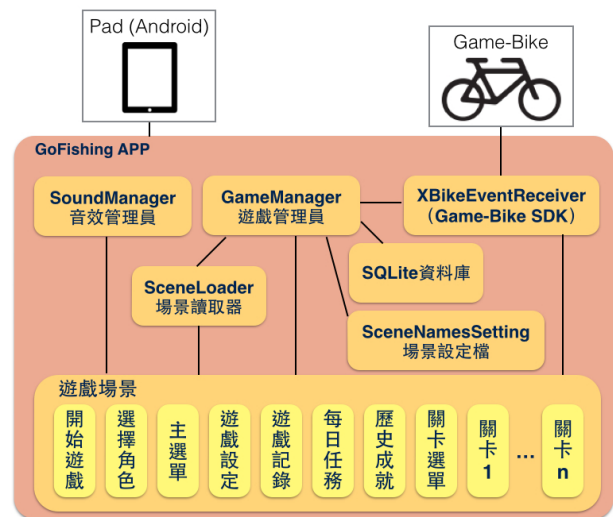 Pad (Android)
Game-Bike
GoFishing APP
SoundManager
音效管理員
GameManager
遊戲管理員
XBikeEventReceiver
（Game-Bike SDK）
SceneLoader
場景讀取器
SQLite資料庫
SceneNamesSetting
場景設定檔
遊戲場景
開始遊戲
選擇角色
主選單
遊戲設定
遊戲記錄
每日任務
歷史成就
關卡選單
關卡1
...
關卡n